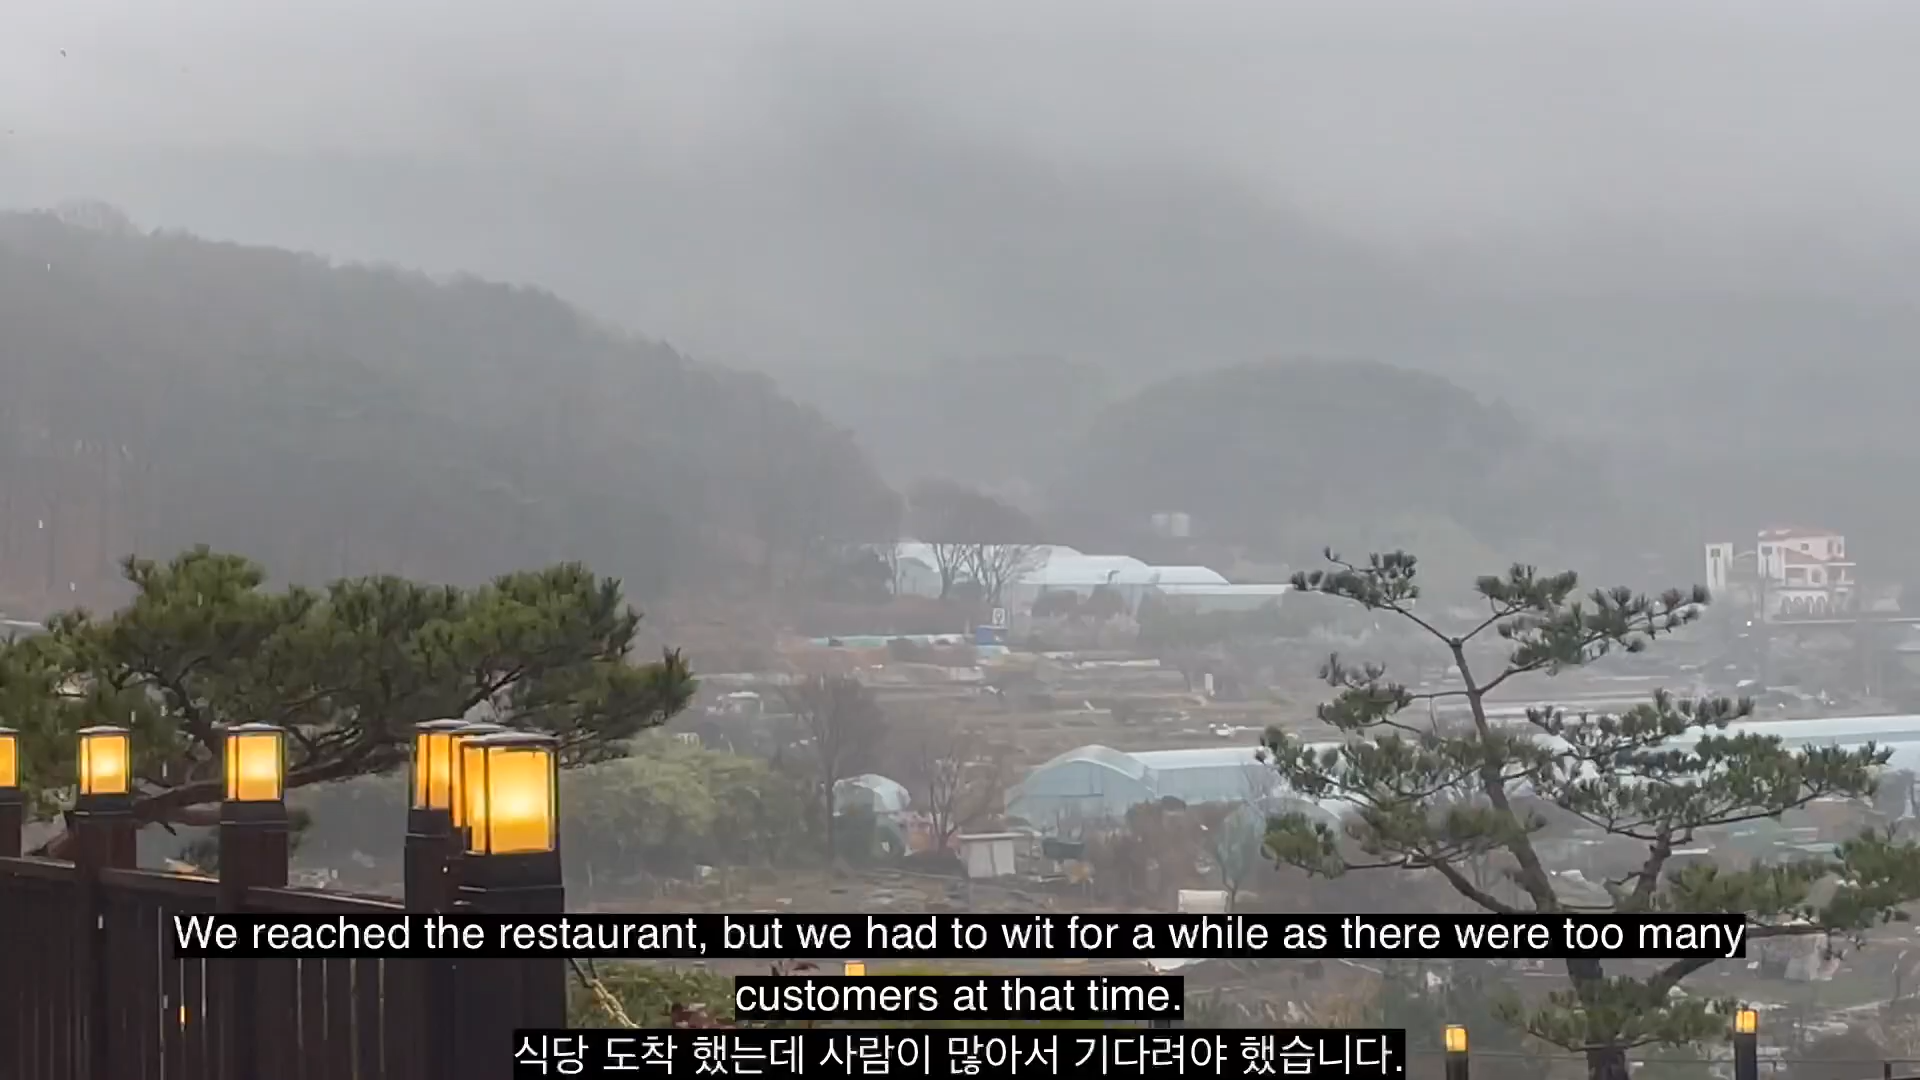 We reached the restaurant, but we had to wit for a while as there were too many
customers at that time.
식당 도착 했는데 사람이 많아서 기다려야 했습니다.